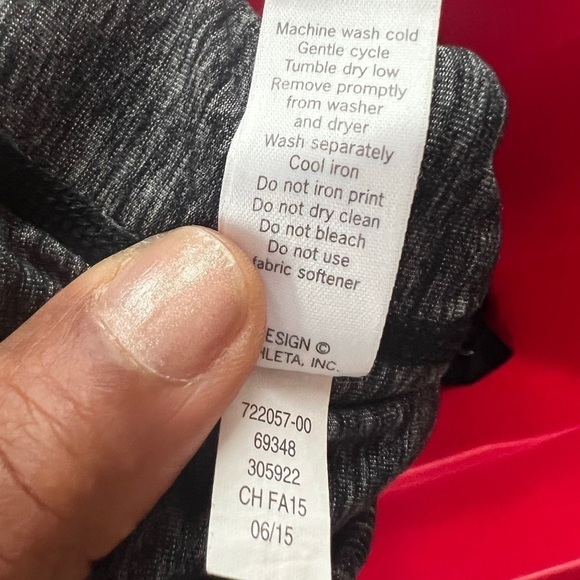 Machine wash cold
Gentle cycle
Tumble dry low
Remove promptly
from washer
and dryer
Wash separately
Cool iron
Do not iron print
Do not dry clean
Do not bleach
Do not use
fabric softener
ESIGN ©
HLETA, INC.
722057-00
69348
305922
CH FA15
06/15